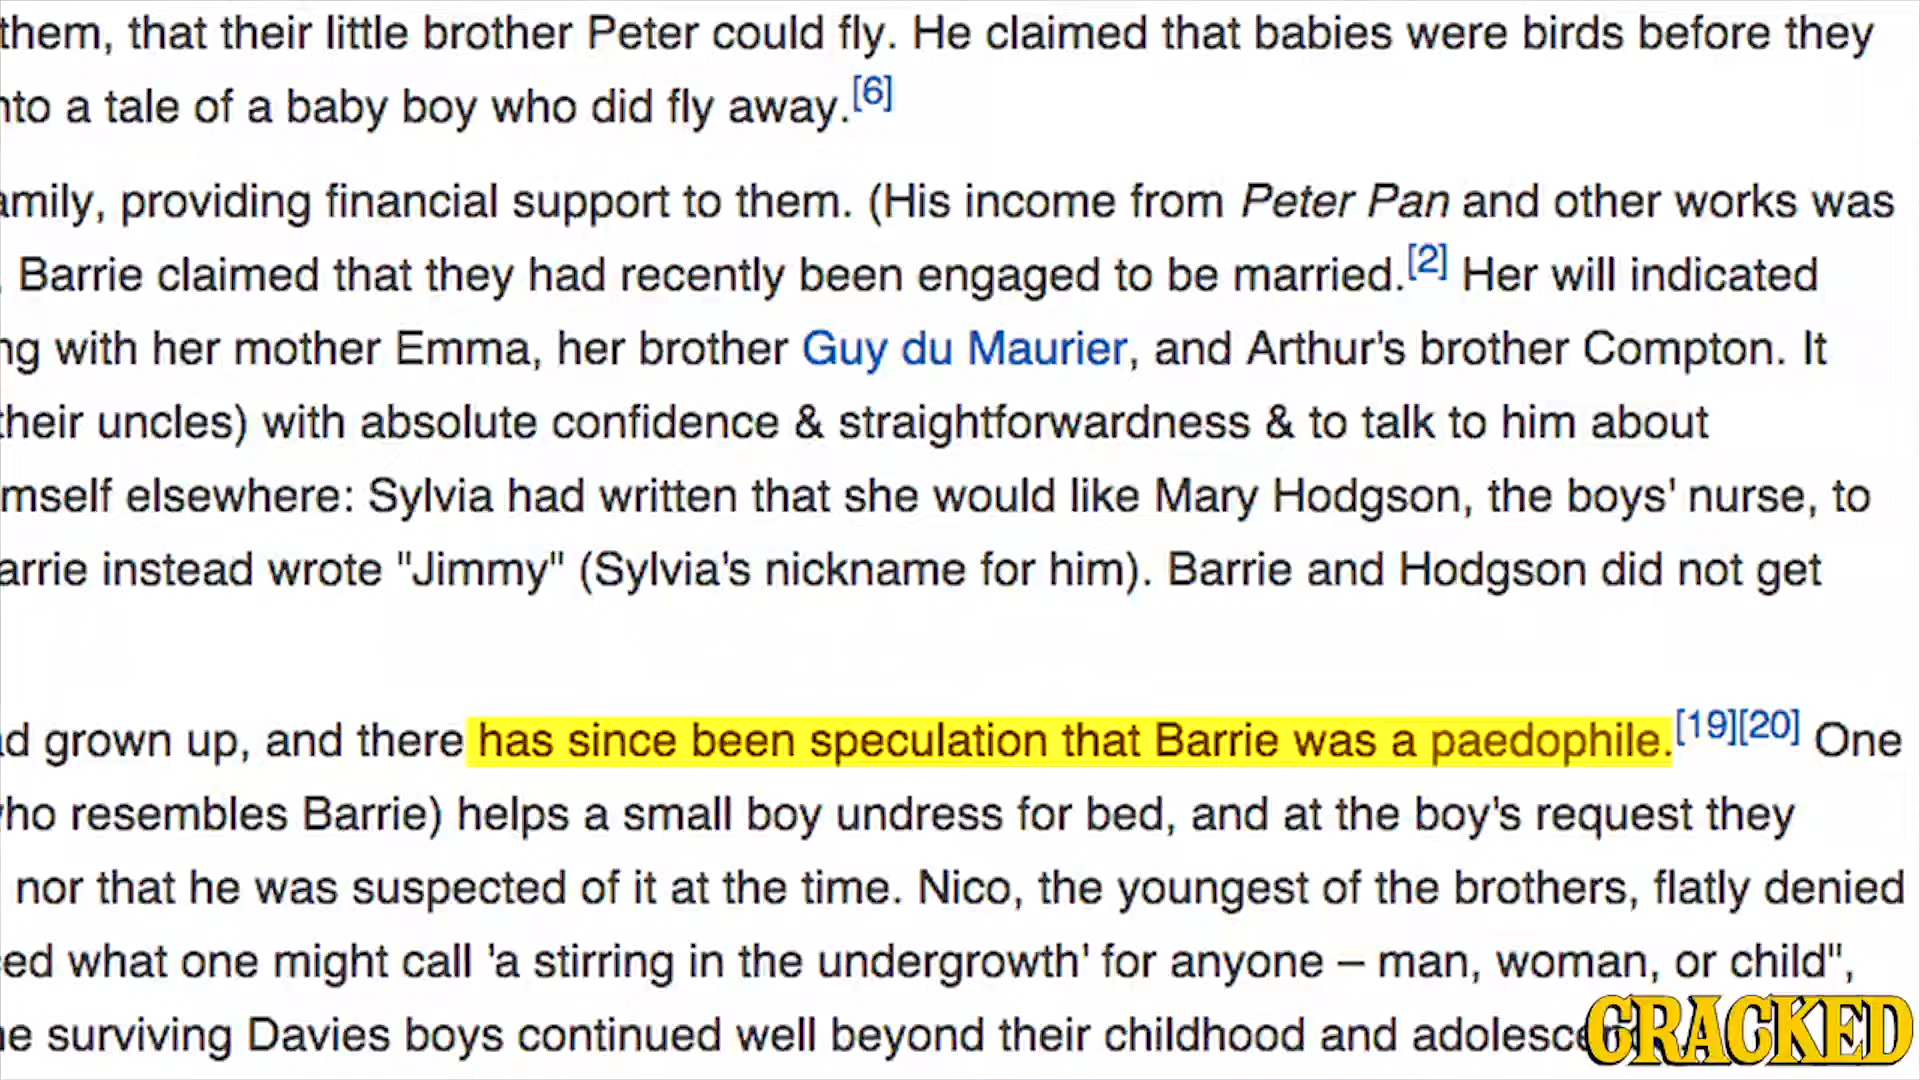 them, that their little brother Peter could fly. He claimed that babies were birds before they
nto a tale of a baby boy who did fly away.[6]
amily, providing financial support to them. (His income from Peter Pan and other works was
. Barrie claimed that they had recently been engaged to be married.[2] Her will indicated
ng with her mother Emma, her brother Guy du Maurier, and Arthur's brother Compton. It
their uncles) with absolute confidence & straightforwardness & to talk to him about
mself elsewhere: Sylvia had written that she would like Mary Hodgson, the boys' nurse, to
arrie instead wrote "Jimmy" (Sylvia's nickname for him). Barrie and Hodgson did not get
ad grown up, and there has since been speculation that Barrie was a paedophile.[19][20] One
who resembles Barrie) helps a small boy undress for bed, and at the boy's request they
nor that he was suspected of it at the time. Nico, the youngest of the brothers, flatly denied
ced what one might call 'a stirring in the undergrowth' for anyone – man, woman, or child",
he surviving Davies boys continued well beyond their childhood and adolesce
CRACKED